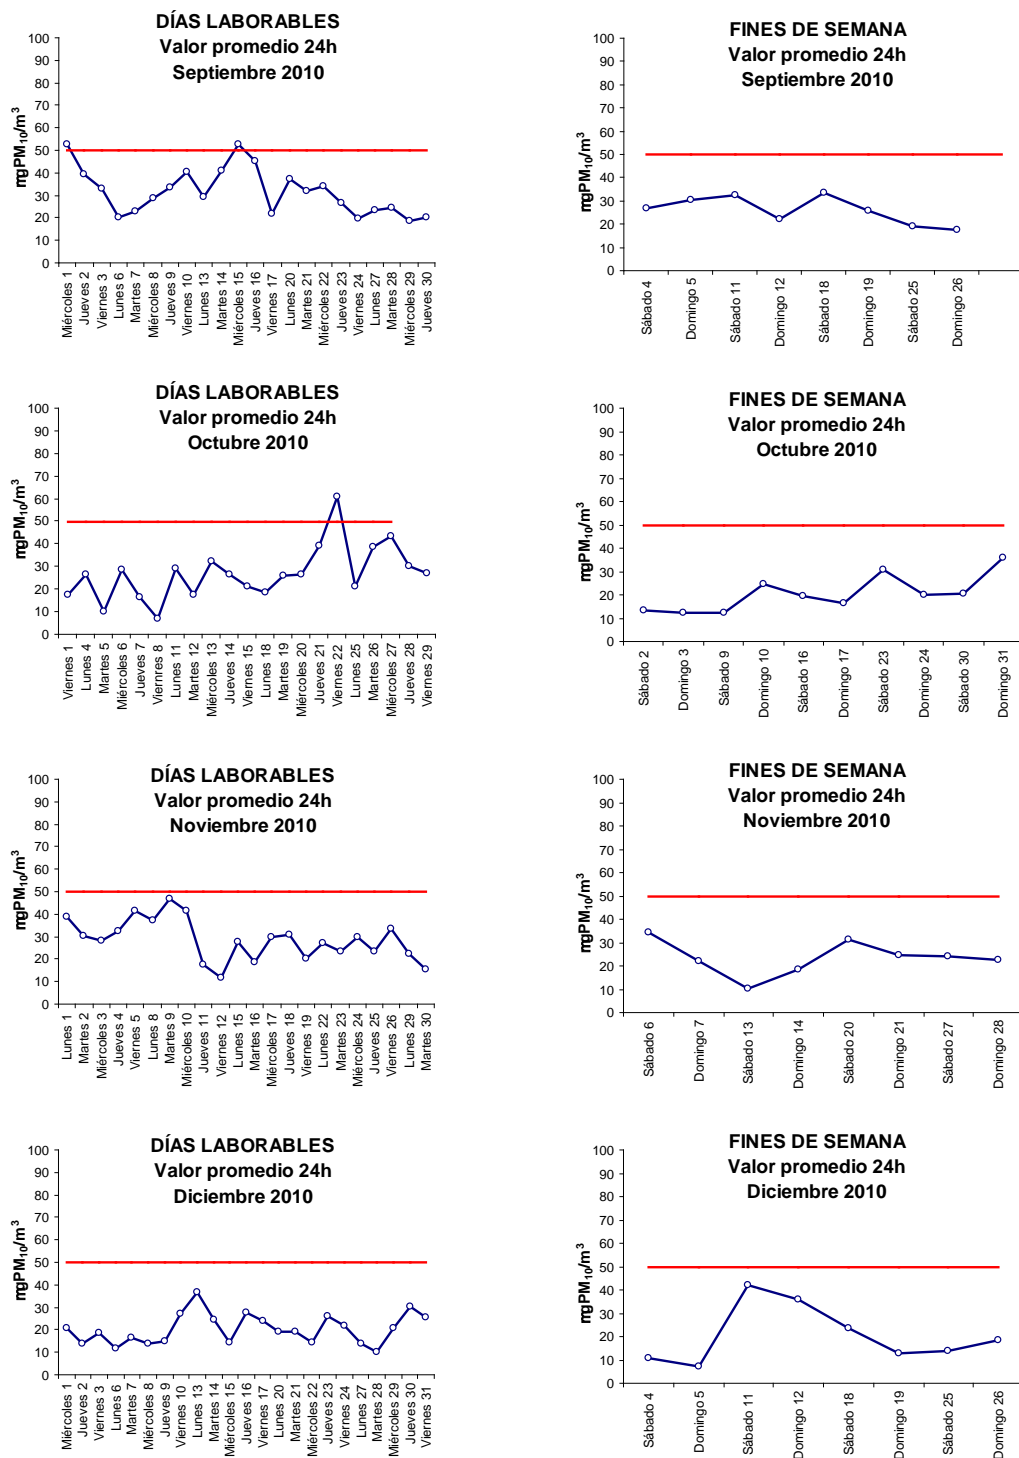 DÍAS LABORABLES
Valor promedio 24h
Septiembre 2010
mgPM₁₀/m³
100
90
80
70
60
50
40
30
20
10
0
Miércoles 1
Jueves 2
Viernes 3
Lunes 6
Martes 7
Miércoles 8
Jueves 9
Viernes 10
Lunes 13
Martes 14
Miércoles 15
Jueves 16
Viernes 17
Lunes 20
Martes 21
Miércoles 22
Jueves 23
Viernes 24
Lunes 27
Martes 28
Miércoles 29
Jueves 30
FINES DE SEMANA
Valor promedio 24h
Septiembre 2010
mgPM₁₀/m³
100
90
80
70
60
50
40
30
20
10
0
Sábado 4
Domingo 5
Sábado 11
Domingo 12
Sábado 18
Domingo 19
Sábado 25
Domingo 26
DÍAS LABORABLES
Valor promedio 24h
Octubre 2010
mgPM₁₀/m³
100
90
80
70
60
50
40
30
20
10
0
Viernes 1
Lunes 4
Martes 5
Miércoles 6
Jueves 7
Viernres 8
Lunes 11
Martes 12
Miércoles 13
Jueves 14
Viernes 15
Lunes 18
Martes 19
Miércoles 20
Jueves 21
Viernes 22
Lunes 25
Martes 26
Miércoles 27
Jueves 28
Viernes 29
FINES DE SEMANA
Valor promedio 24h
Octubre 2010
mgPM₁₀/m³
100
90
80
70
60
50
40
30
20
10
0
Sábado 2
Domingo 3
Sábado 9
Domingo 10
Sábado 16
Domingo 17
Sábado 23
Domingo 24
Sábado 30
Domingo 31
DÍAS LABORABLES
Valor promedio 24h
Noviembre 2010
mgPM₁₀/m³
100
90
80
70
60
50
40
30
20
10
0
Lunes 1
Martes 2
Miércoles 3
Jueves 4
Viernes 5
Lunes 8
Martes 9
Miércoles 10
Jueves 11
Viernes 12
Lunes 15
Martes 16
Miércoles 17
Jueves 18
Viernes 19
Lunes 22
Martes 23
Miércoles 24
Jueves 25
Viernes 26
Lunes 29
Martes 30
FINES DE SEMANA
Valor promedio 24h
Noviembre 2010
mgPM₁₀/m³
100
90
80
70
60
50
40
30
20
10
0
Sábado 6
Domingo 7
Sábado 13
Domingo 14
Sábado 20
Domingo 21
Sábado 27
Domingo 28
DÍAS LABORABLES
Valor promedio 24h
Diciembre 2010
mgPM₁₀/m³
100
90
80
70
60
50
40
30
20
10
0
Miércoles 1
Jueves 2
Viernes 3
Lunes 6
Martes 7
Miércoles 8
Jueves 9
Viernes 10
Lunes 13
Martes 14
Miércoles 15
Jueves 16
Viernes 17
Lunes 20
Martes 21
Miércoles 22
Jueves 23
Viernes 24
Lunes 27
Martes 28
Miércoles 29
Jueves 30
Viernes 31
FINES DE SEMANA
Valor promedio 24h
Diciembre 2010
mgPM₁₀/m³
100
90
80
70
60
50
40
30
20
10
0
Sábado 4
Domingo 5
Sábado 11
Domingo 12
Sábado 18
Domingo 19
Sábado 25
Domingo 26